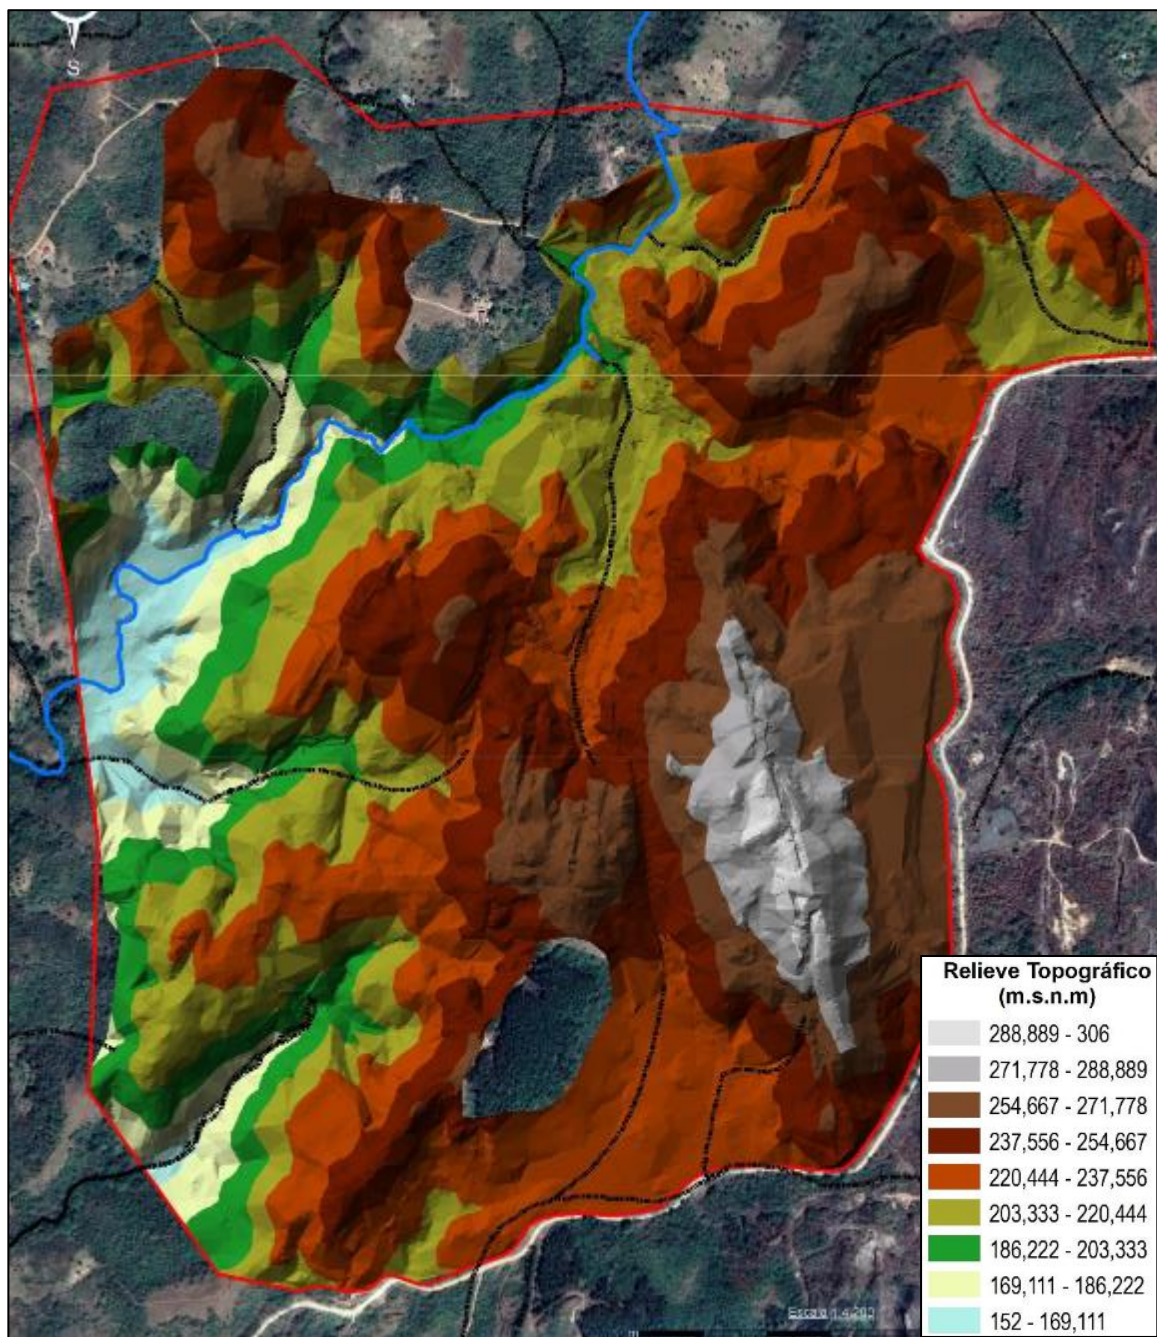 S
Relieve Topográfico
(m.s.n.m)
288,889 - 306
271,778 - 288,889
254,667 - 271,778
237,556 - 254,667
220,444 - 237,556
203,333 - 220,444
186,222 - 203,333
169,111 - 186,222
152 - 169,111
Escala